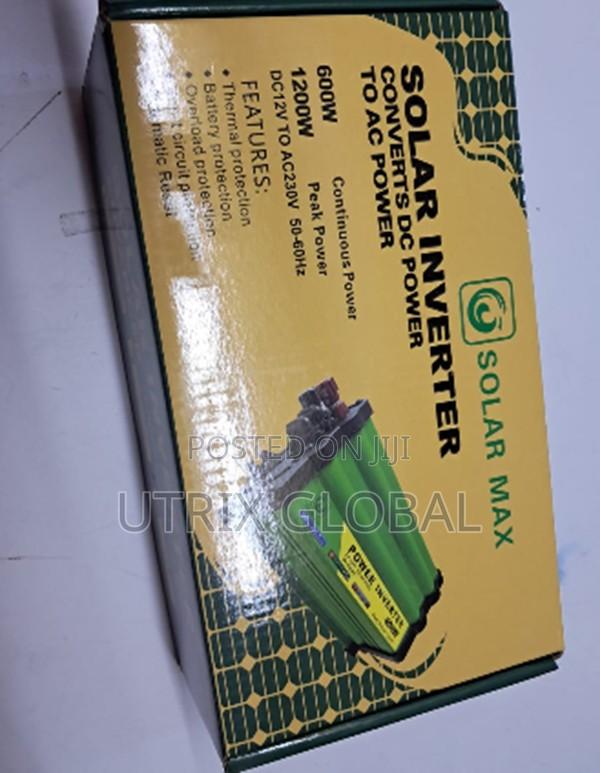 SOLAR MAX
SOLAR INVERTER
CONVERTS DC POWER
TO AC POWER
600W Continuous Power
1200W Peak Power
DC12V TO AC230V 50-60Hz
FEATURES:
• Thermal protection
• Battery protection
• Overload protection
circuit
POWER INVERTER
POSTED ON JIJI
UTRIX GLOBAL